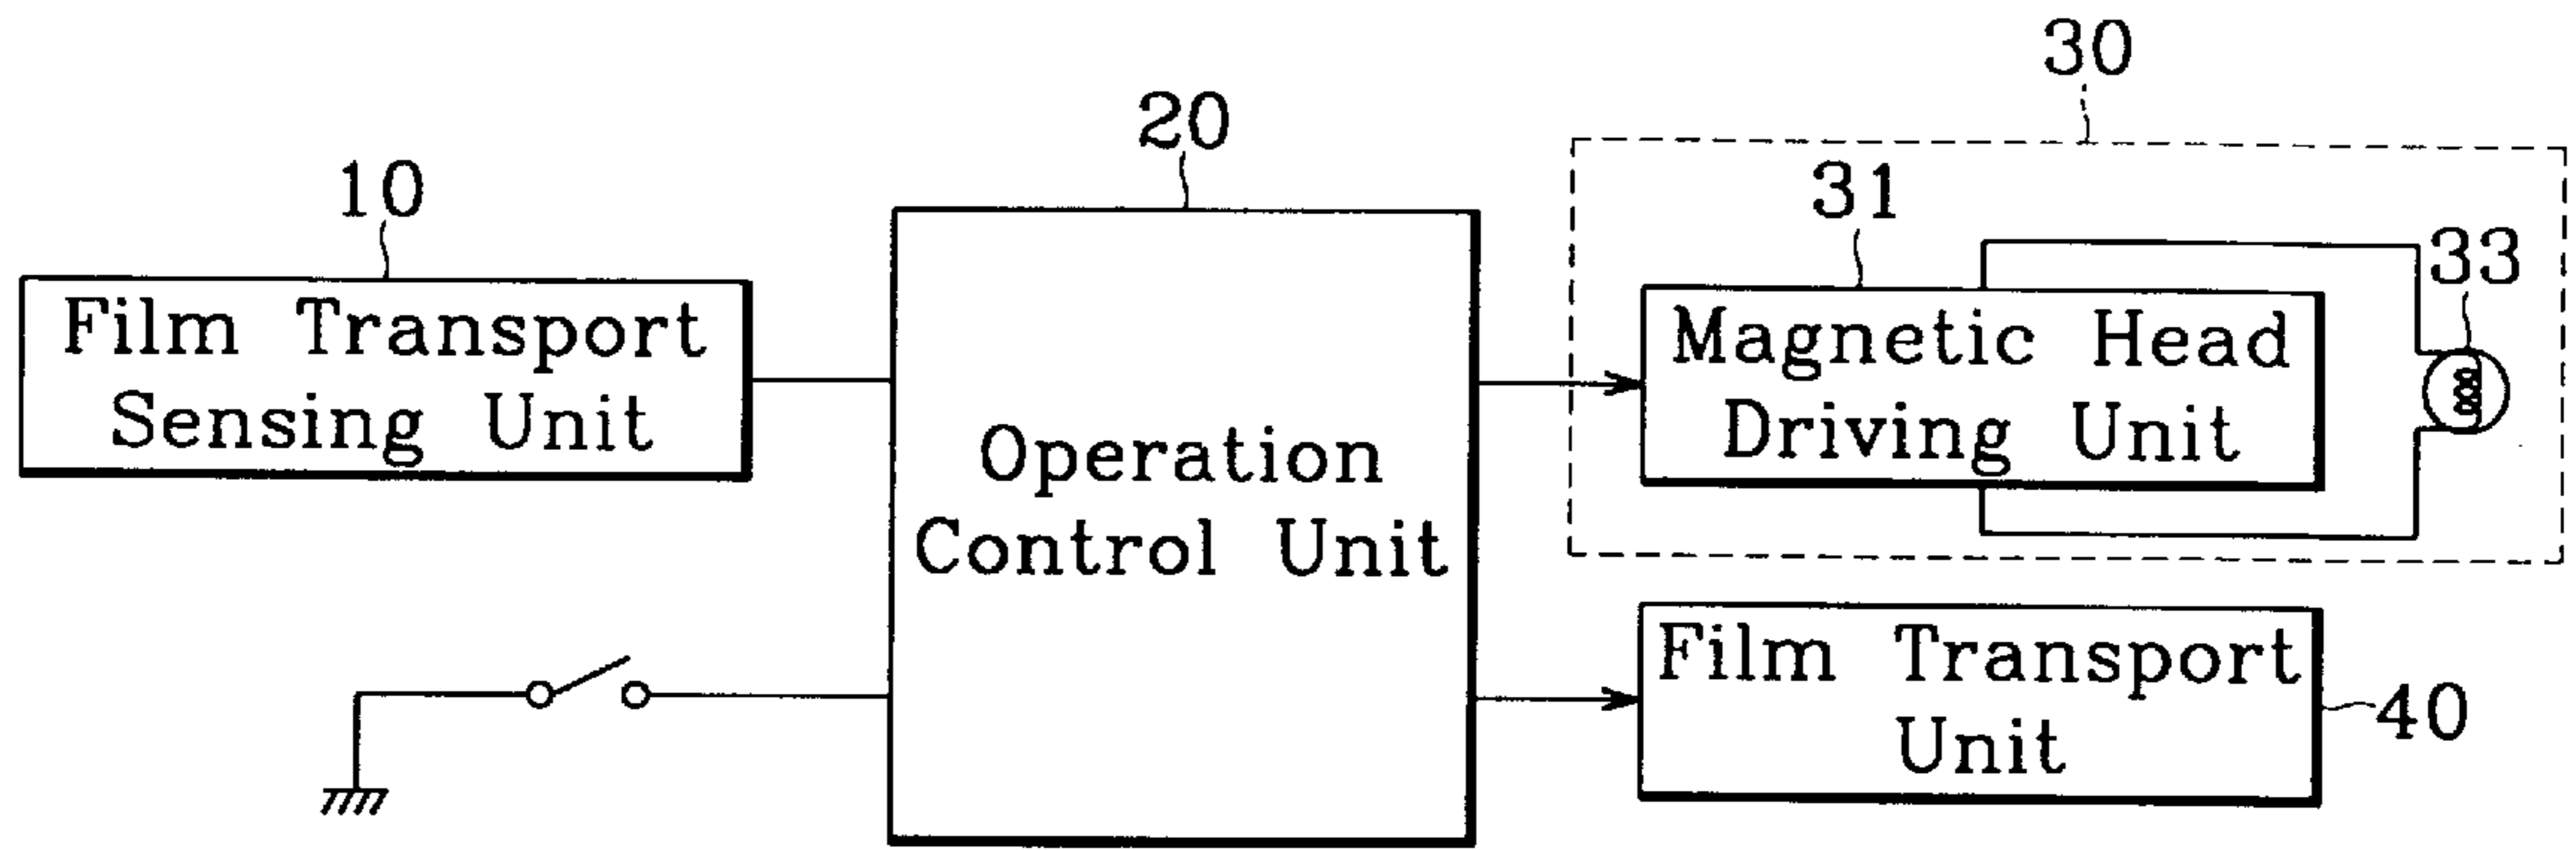 30
20
10
31
33
Film Transport
Sensing Unit
Operation
Control Unit
Magnetic Head
Driving Unit
Film Transport
Unit
40